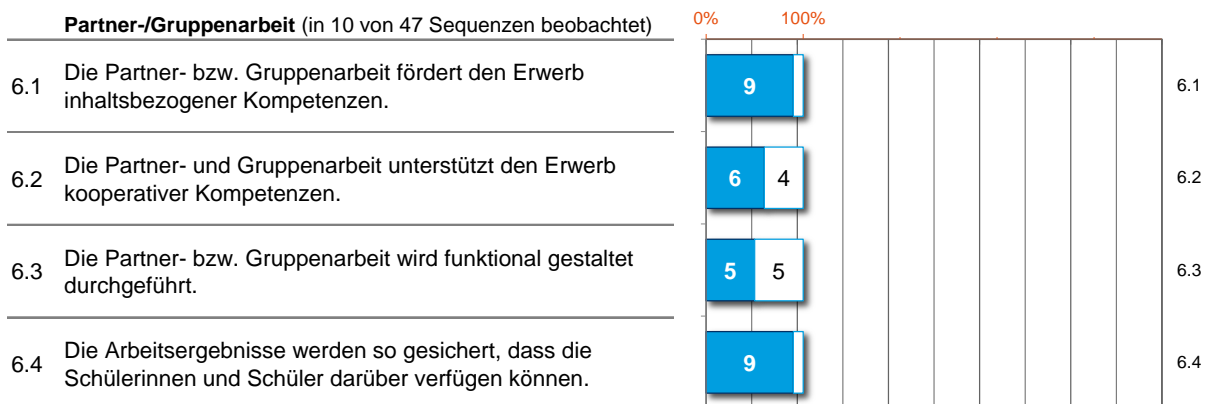 Partner-/Gruppenarbeit (in 10 von 47 Sequenzen beobachtet)
0% 100%
6.1 Die Partner- bzw. Gruppenarbeit fördert den Erwerb
inhaltsbezogener Kompetenzen.
9
6.1
6.2 Die Partner- und Gruppenarbeit unterstützt den Erwerb
kooperativer Kompetenzen.
6 4
6.2
6.3 Die Partner- bzw. Gruppenarbeit wird funktional gestaltet
durchgeführt.
5 5
6.3
6.4 Die Arbeitsergebnisse werden so gesichert, dass die
Schülerinnen und Schüler darüber verfügen können.
9
6.4